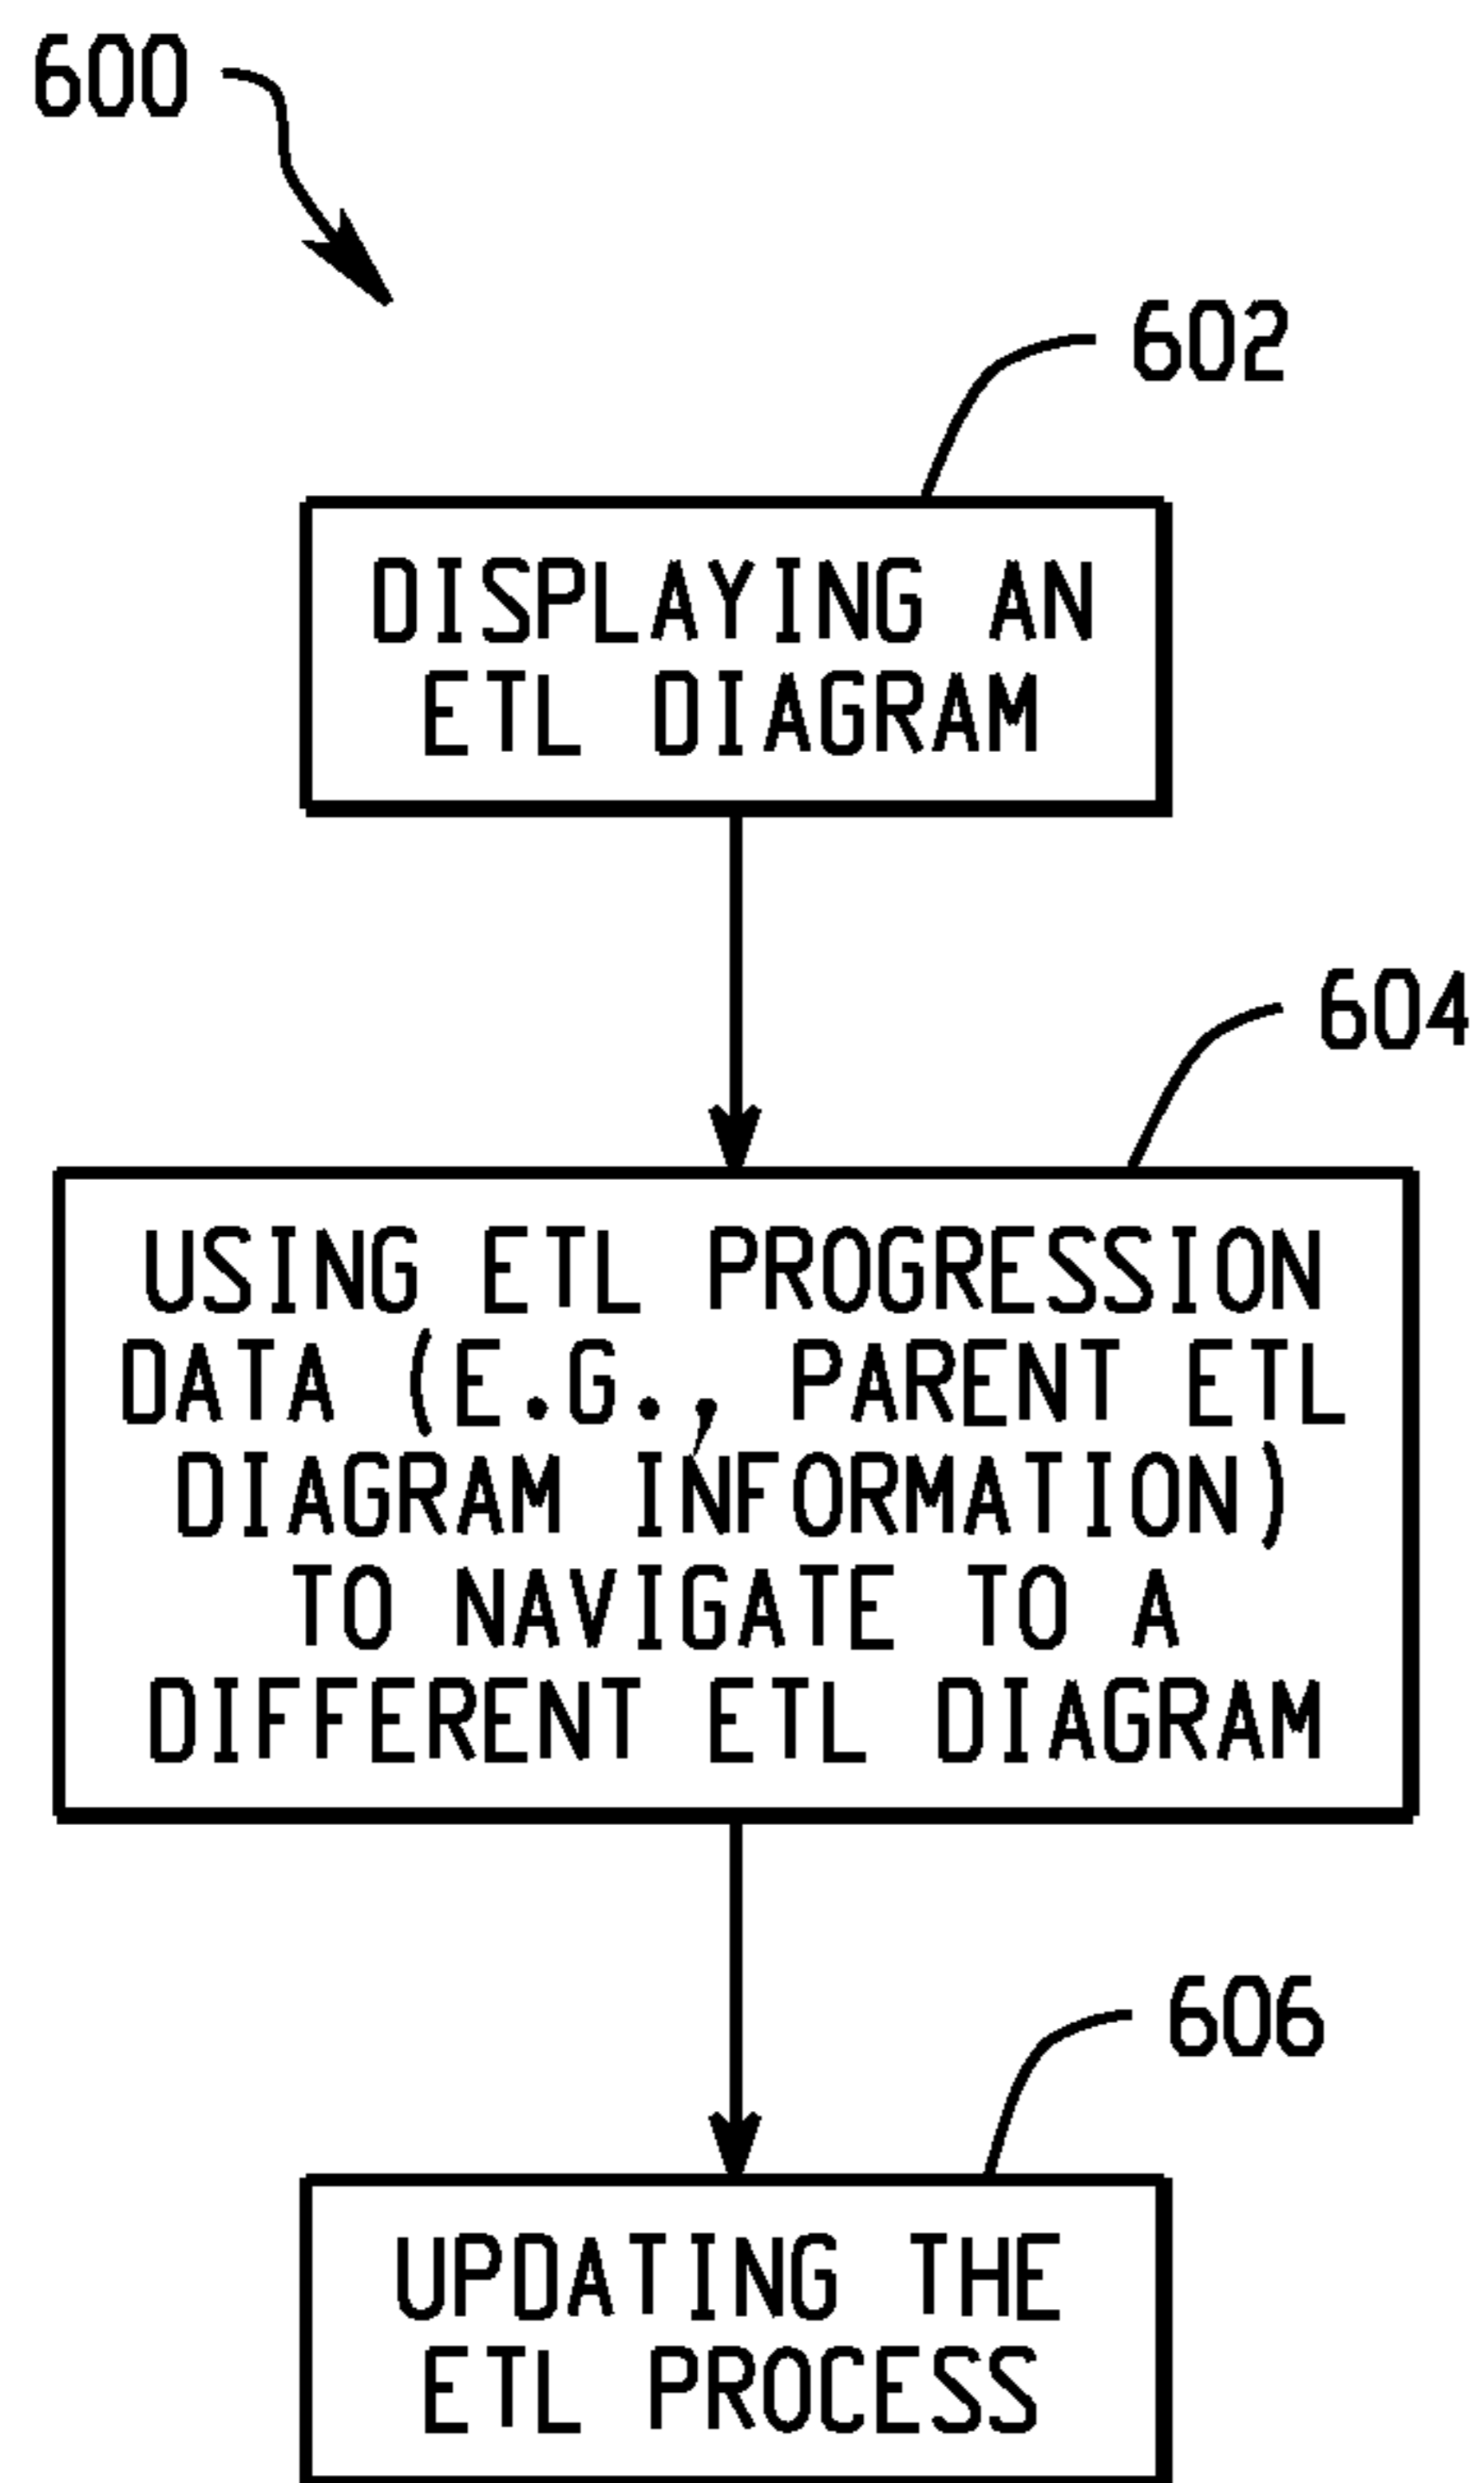 600
602
DISPLAYING AN
ETL DIAGRAM
604
USING ETL PROGRESSION
DATA (E.G., PARENT ETL
DIAGRAM INFORMATION)
TO NAVIGATE TO A
DIFFERENT ETL DIAGRAM
606
UPDATING THE
ETL PROCESS